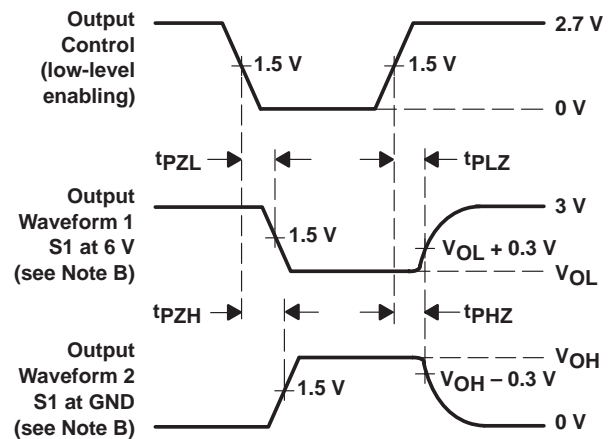 Output
Control
(low-level
enabling)
1.5 V
1.5 V
2.7 V
0 V
tPZL
tPLZ
Output
Waveform 1
S1 at 6 V
(see Note B)
1.5 V
3 V
VOL + 0.3 V
VOL
tPZH
tPHZ
Output
Waveform 2
S1 at GND
(see Note B)
1.5 V
VOH
VOH – 0.3 V
0 V